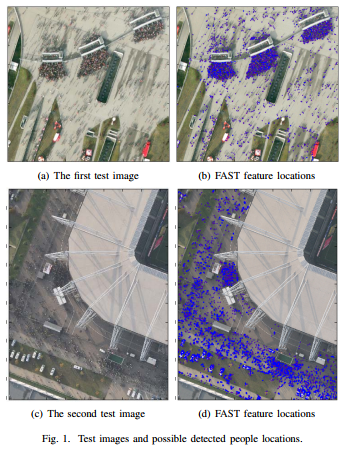 (a) The first test image
(b) FAST feature locations
(c) The second test image
(d) FAST feature locations
Fig. 1. Test images and possible detected people locations.